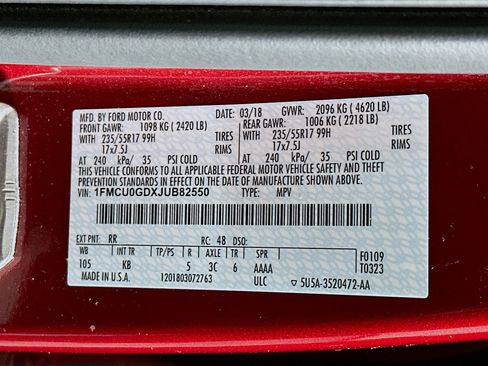 MFD. BY FORD MOTOR CO. 03/18 GVWR: 2096 KG ( 4620 LB)
FRONT GAWR: 1098 KG ( 2420 LB) REAR GAWR: 1006 KG ( 2218 LB)
WITH 235/55R17 99H TIRES WITH 235/55R17 99H TIRES
17x7.5J RIMS 17x7.5J RIMS
AT 240 kPa/ 35 PSI COLD AT 240 kPa/ 35 PSI COLD
THIS VEHICLE CONFORMS TO ALL APPLICABLE FEDERAL MOTOR VEHICLE SAFETY AND THEFT
PREVENTION STANDARDS IN EFFECT ON THE DATE OF MANUFACTURE SHOWN ABOVE.
VIN: 1FMCU0GDXJUB82550 TYPE: MPV
EXT PNT: RR RC: 48 DSO:
WB INT TR TP/PS R AXLE TR SPR F0109
105 KB 5 3C 6 AAAA T0323
MADE IN U.S.A. 1201803072763 ULC 5U5A-3520472-AA